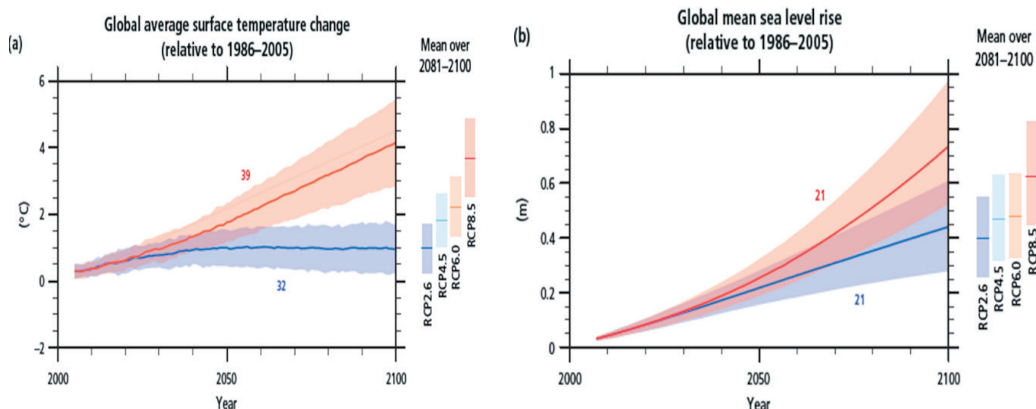 (a)
Global average surface temperature change
(relative to 1986–2005)
Mean over
2081–2100
6
4
2
0
−2
(°C)
39
32
2000
2050
2100
Year
RCP2.6
RCP4.5
RCP6.0
RCP8.5
(b)
Global mean sea level rise
(relative to 1986–2005)
Mean over
2081–2100
1
0.8
0.6
0.4
0.2
0
(m)
21
21
2000
2050
2100
Year
RCP2.6
RCP4.5
RCP6.0
RCP8.5